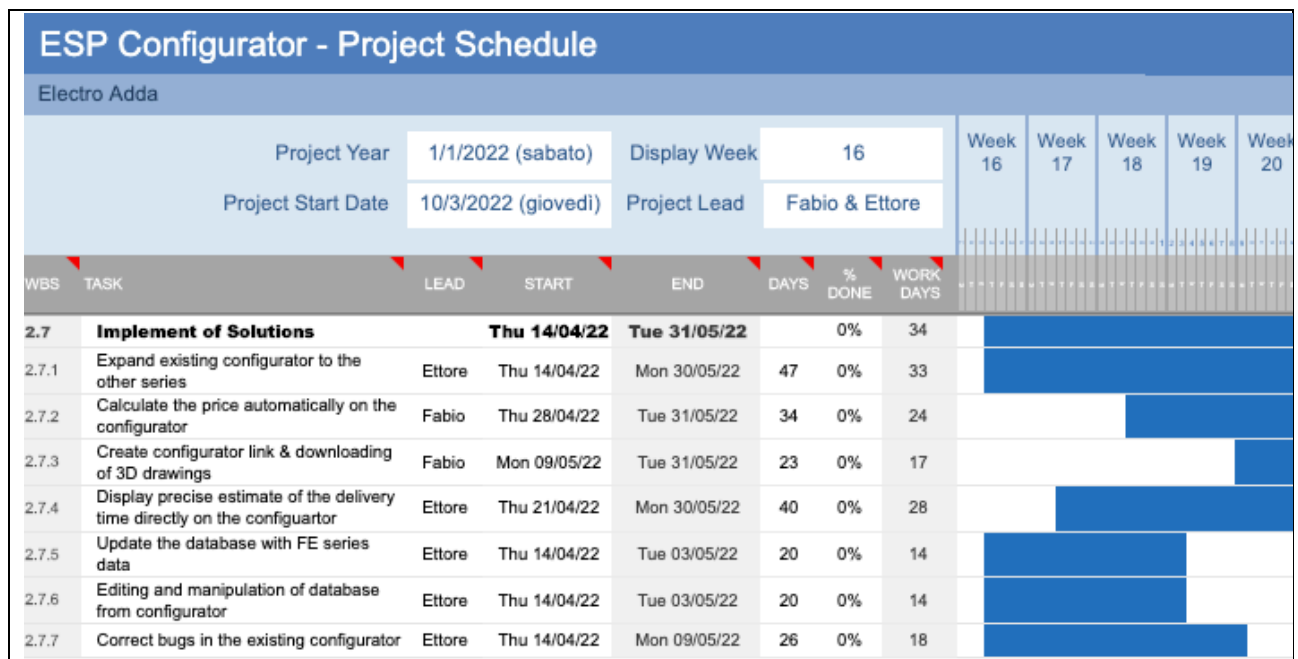 ESP Configurator - Project Schedule
Electro Adda
Project Year 1/1/2022 (sabato) Display Week 16
Project Start Date 10/3/2022 (giovedì) Project Lead Fabio & Ettore
Week 16 Week 17 Week 18 Week 19 Week 20
WBS TASK LEAD START END DAYS % DONE WORK DAYS
2.7 Implement of Solutions Thu 14/04/22 Tue 31/05/22 0% 34
2.7.1 Expand existing configurator to the other series Ettore Thu 14/04/22 Mon 30/05/22 47 0% 33
2.7.2 Calculate the price automatically on the configurator Fabio Thu 28/04/22 Tue 31/05/22 34 0% 24
2.7.3 Create configurator link & downloading of 3D drawings Fabio Mon 09/05/22 Tue 31/05/22 23 0% 17
2.7.4 Display precise estimate of the delivery time directly on the configuartor Ettore Thu 21/04/22 Mon 30/05/22 40 0% 28
2.7.5 Update the database with FE series data Ettore Thu 14/04/22 Tue 03/05/22 20 0% 14
2.7.6 Editing and manipulation of database from configurator Ettore Thu 14/04/22 Tue 03/05/22 20 0% 14
2.7.7 Correct bugs in the existing configurator Ettore Thu 14/04/22 Mon 09/05/22 26 0% 18